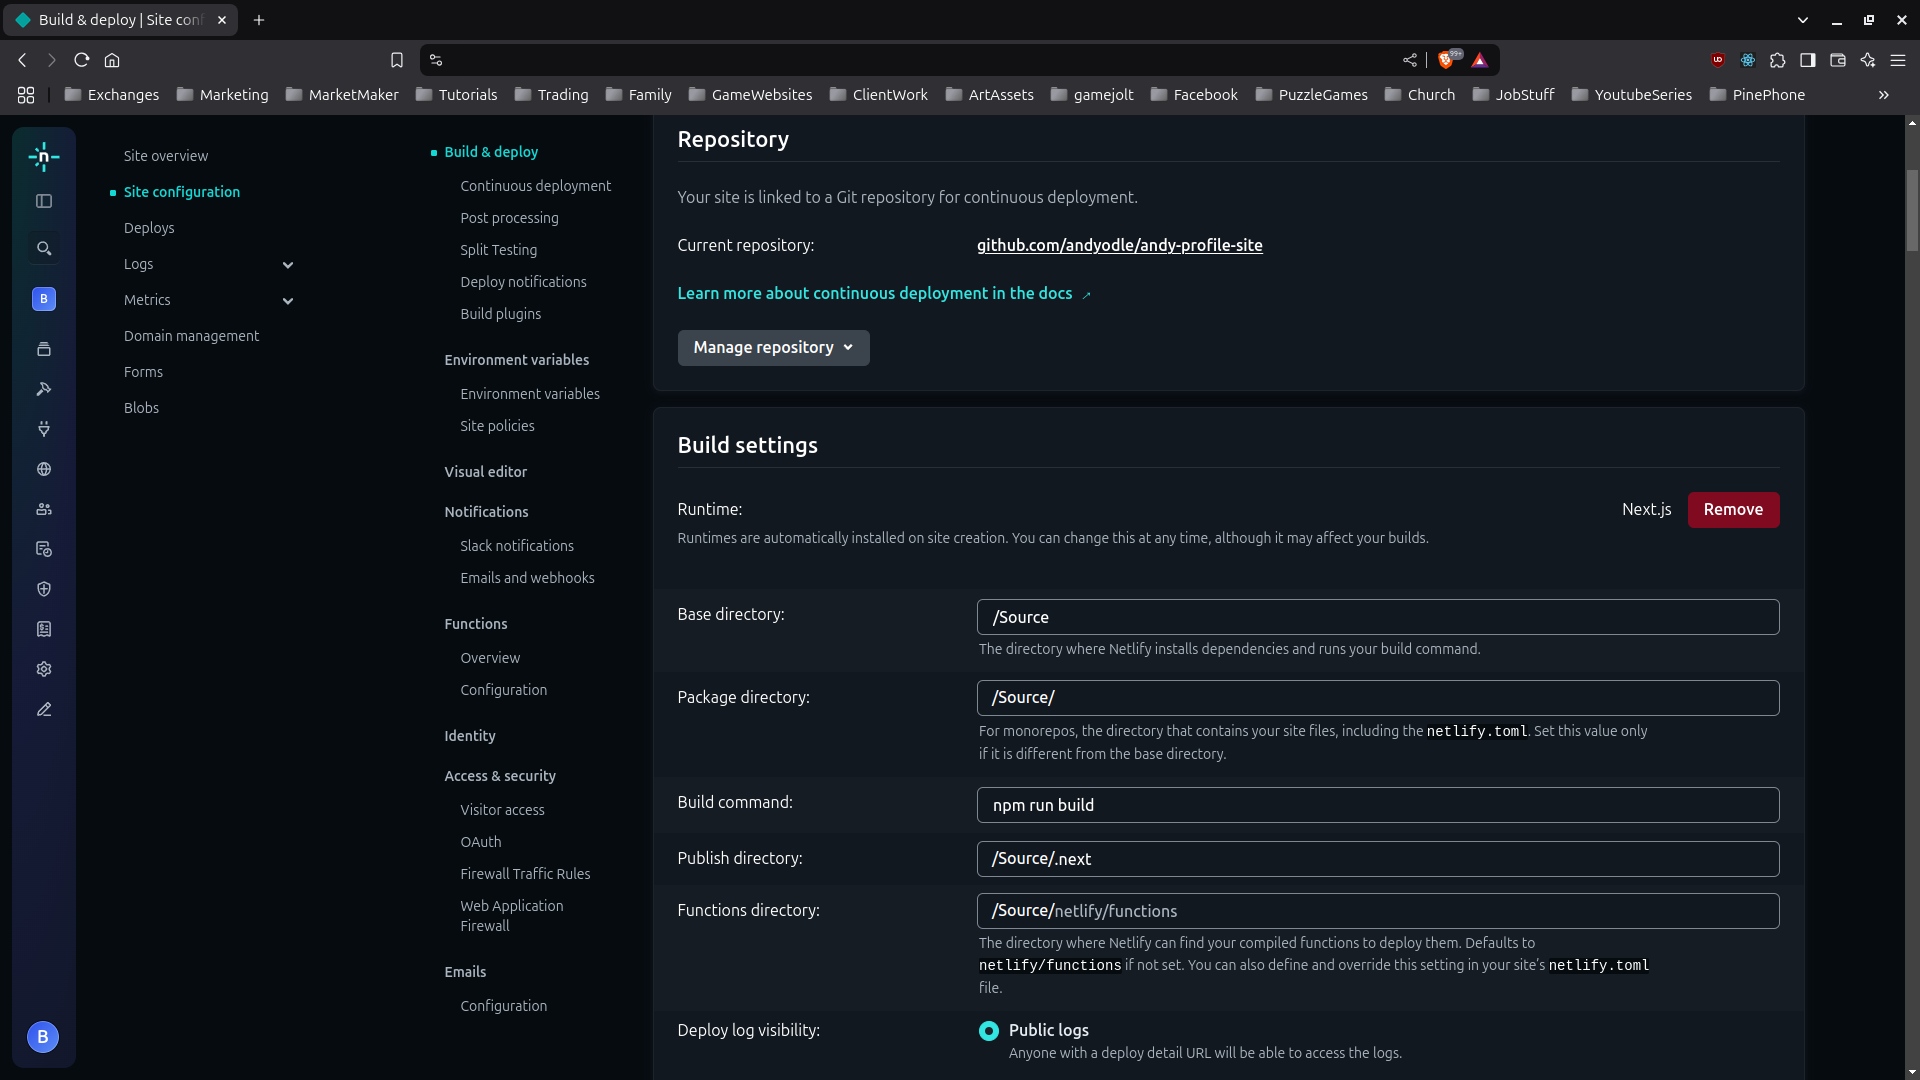 Build & deploy | Site conf
99+
Exchanges
Marketing
MarketMaker
Tutorials
Trading
Family
GameWebsites
ClientWork
ArtAssets
gamejolt
Facebook
PuzzleGames
Church
JobStuff
YoutubeSeries
PinePhone
n
B
B
Site overview
Site configuration
Deploys
Logs
Metrics
Domain management
Forms
Blobs
Build & deploy
Continuous deployment
Post processing
Split Testing
Deploy notifications
Build plugins
Environment variables
Environment variables
Site policies
Visual editor
Notifications
Slack notifications
Emails and webhooks
Functions
Overview
Configuration
Identity
Access & security
Visitor access
OAuth
Firewall Traffic Rules
Web Application
Firewall
Emails
Configuration
Repository
Your site is linked to a Git repository for continuous deployment.
Current repository:
github.com/andyodle/andy-profile-site
Learn more about continuous deployment in the docs
Manage repository
Build settings
Runtime:
Next.js
Remove
Runtimes are automatically installed on site creation. You can change this at any time, although it may affect your builds.
Base directory:
/Source
The directory where Netlify installs dependencies and runs your build command.
Package directory:
/Source/
For monorepos, the directory that contains your site files, including the netlify.toml. Set this value only
if it is different from the base directory.
Build command:
npm run build
Publish directory:
/Source/.next
Functions directory:
/Source/netlify/functions
The directory where Netlify can find your compiled functions to deploy them. Defaults to
netlify/functions if not set. You can also define and override this setting in your site's netlify.toml
file.
Deploy log visibility:
Public logs
Anyone with a deploy detail URL will be able to access the logs.